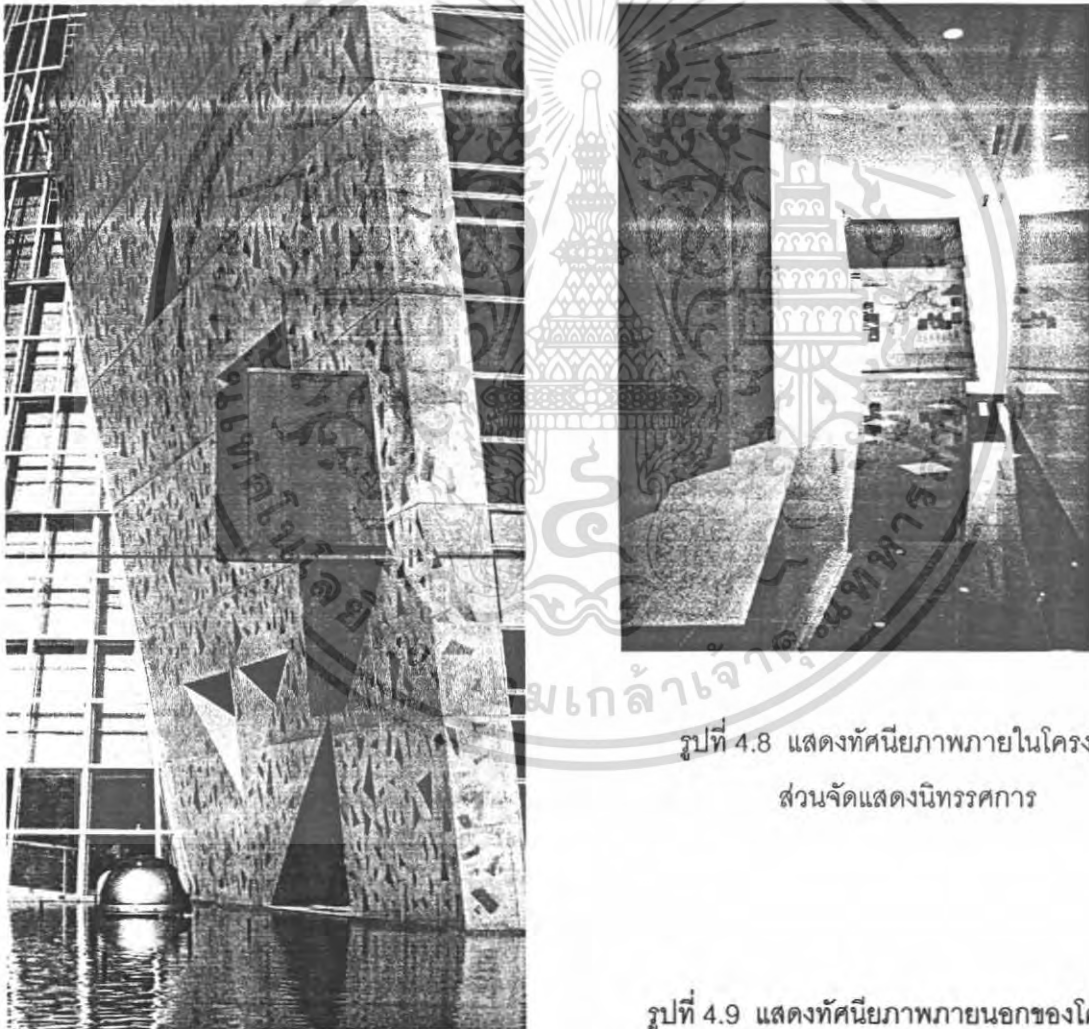 รูปที่ 4.8 แสดงทัศนียภาพภายในโครง
ส่วนจัดแสดงนิทรรศการ
รูปที่ 4.9 แสดงทัศนียภาพภายนอกของโ